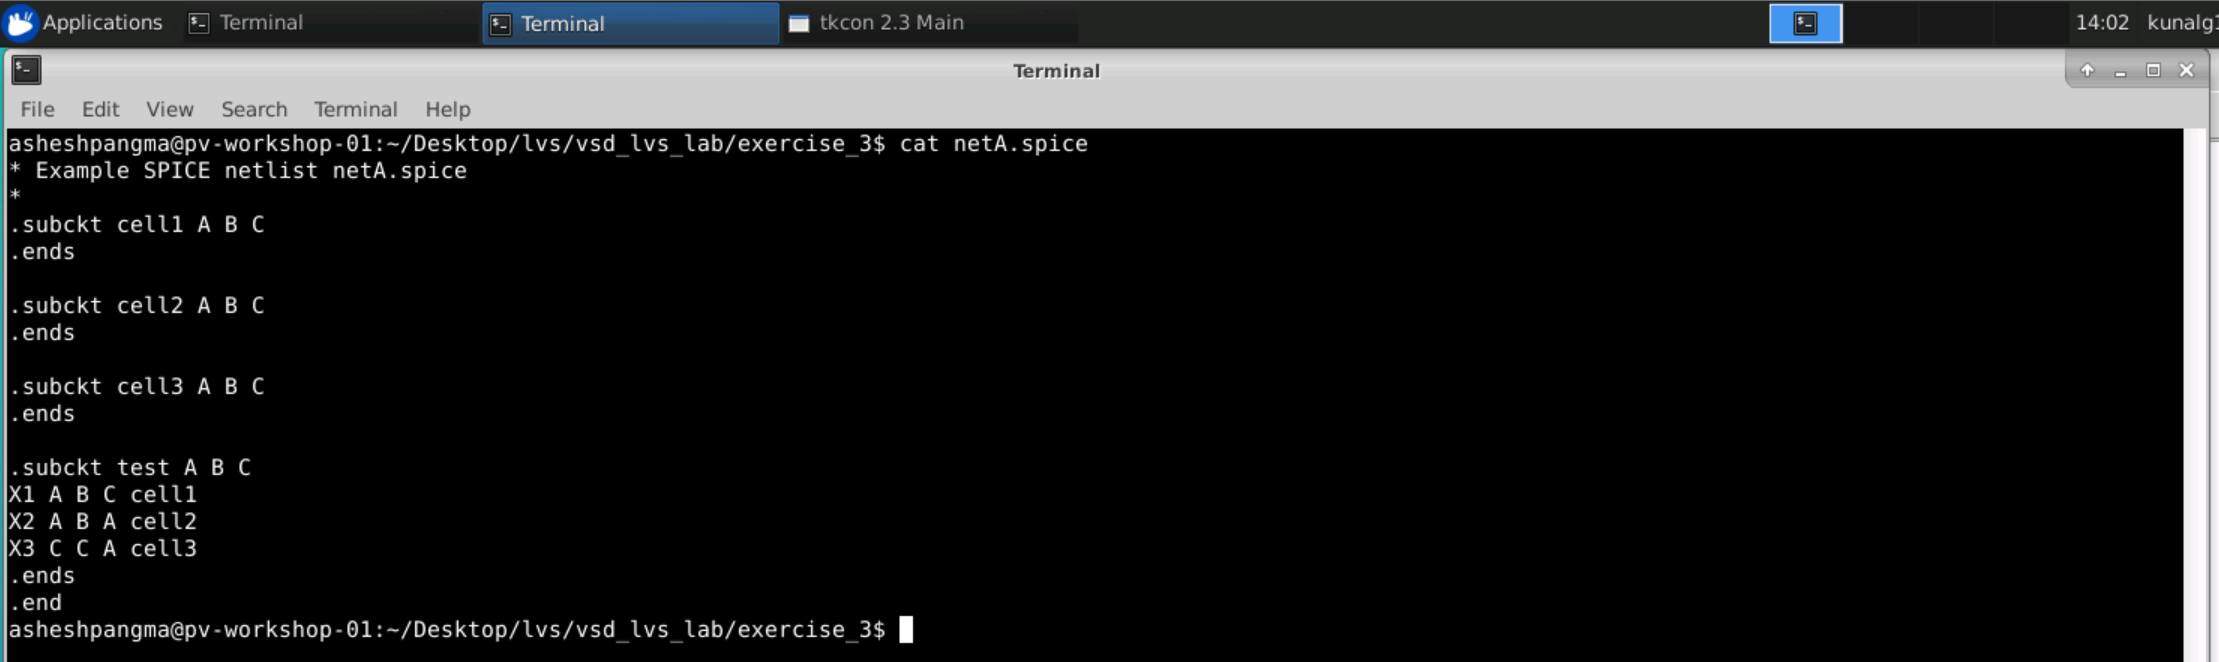 Applications Terminal Terminal tkcon 2.3 Main 14:02 kunalg1
Terminal
File Edit View Search Terminal Help
asheshpangma@pv-workshop-01:~/Desktop/lvs/vsd_lvs_lab/exercise_3$ cat netA.spice
* Example SPICE netlist netA.spice
*
.subckt cell1 A B C
.ends
.subckt cell2 A B C
.ends
.subckt cell3 A B C
.ends
.subckt test A B C
X1 A B C cell1
X2 A B A cell2
X3 C C A cell3
.ends
.end
asheshpangma@pv-workshop-01:~/Desktop/lvs/vsd_lvs_lab/exercise_3$